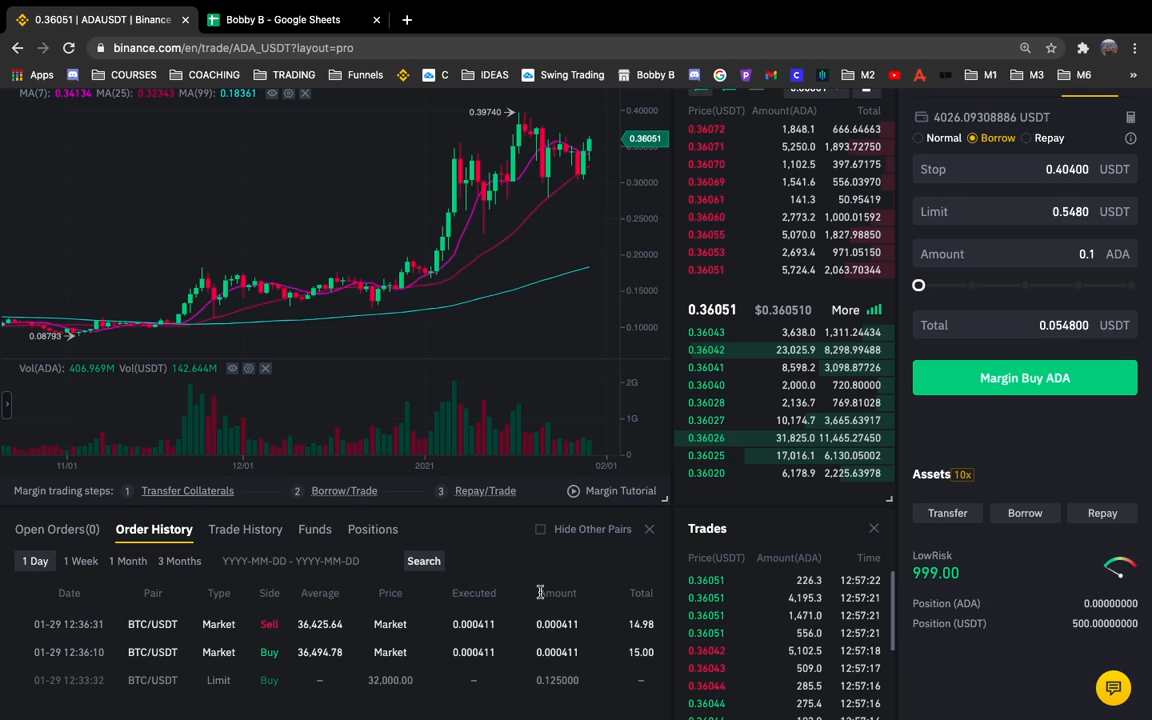 0.36051 | ADAUSDT | Binance
Bobby B - Google Sheets
binance.com/en/trade/ADA_USDT?layout=pro
Apps COURSES COACHING TRADING Funnels C IDEAS Swing Trading Bobby B M2 M1 M3 M6 »
MA(7): 0.34134 MA(25): 0.32343 MA(99): 0.18361
0.39740
0.40000
0.36051
0.30000
0.25000
0.20000
0.15000
0.10000
0.08793
Vol(ADA): 406.969M Vol(USDT) 142.644M
2G
1G
0
11/01 12/01 2021 02/01
Margin trading steps: 1 Transfer Collaterals 2 Borrow/Trade 3 Repay/Trade Margin Tutorial
Open Orders(0) Order History Trade History Funds Positions Hide Other Pairs
1 Day 1 Week 1 Month 3 Months YYYY-MM-DD - YYYY-MM-DD Search
Date Pair Type Side Average Price Executed Amount Total
01-29 12:36:31 BTC/USDT Market Sell 36,425.64 Market 0.000411 0.000411 14.98
01-29 12:36:10 BTC/USDT Market Buy 36,494.78 Market 0.000411 0.000411 15.00
01-29 12:33:32 BTC/USDT Limit Buy – 32,000.00 – 0.125000 –
Price(USDT) Amount(ADA) Total
0.36072 1,848.1 666.64663
0.36071 5,250.0 1,893.72750
0.36070 1,102.5 397.67175
0.36069 1,541.6 556.03970
0.36061 141.3 50.95419
0.36060 2,773.2 1,000.01592
0.36055 5,070.0 1,827.98850
0.36053 2,693.4 971.05150
0.36051 5,724.4 2,063.70344
0.36051 $0.360510 More
0.36043 3,638.0 1,311.24434
0.36042 23,025.9 8,298.99488
0.36041 8,598.2 3,098.87726
0.36040 2,000.0 720.80000
0.36028 2,136.7 769.81028
0.36027 10,174.7 3,665.63917
0.36026 31,825.0 11,465.27450
0.36025 17,016.1 6,130.05002
0.36020 6,178.9 2,225.63978
Trades
Price(USDT) Amount(ADA) Time
0.36051 226.3 12:57:22
0.36051 4,195.3 12:57:21
0.36051 1,471.0 12:57:21
0.36051 556.0 12:57:21
0.36042 5,102.5 12:57:18
0.36043 509.0 12:57:17
0.36044 285.5 12:57:16
0.36044 275.4 12:57:16
4026.09308886 USDT
Normal Borrow Repay
Stop 0.40400 USDT
Limit 0.5480 USDT
Amount 0.1 ADA
Total 0.054800 USDT
Margin Buy ADA
Assets 10x
Transfer Borrow Repay
LowRisk
999.00
Position (ADA) 0.00000000
Position (USDT) 500.00000000